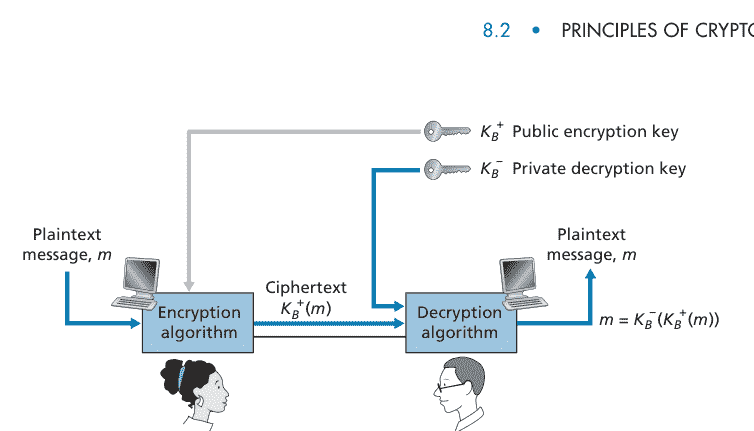 8.2 • PRINCIPLES OF CRYPTO
K_B^+ Public encryption key
K_B^- Private decryption key
Plaintext
message, m
Plaintext
message, m
Ciphertext
K_B^+(m)
Encryption
algorithm
Decryption
algorithm
m = K_B^-(K_B^+(m))